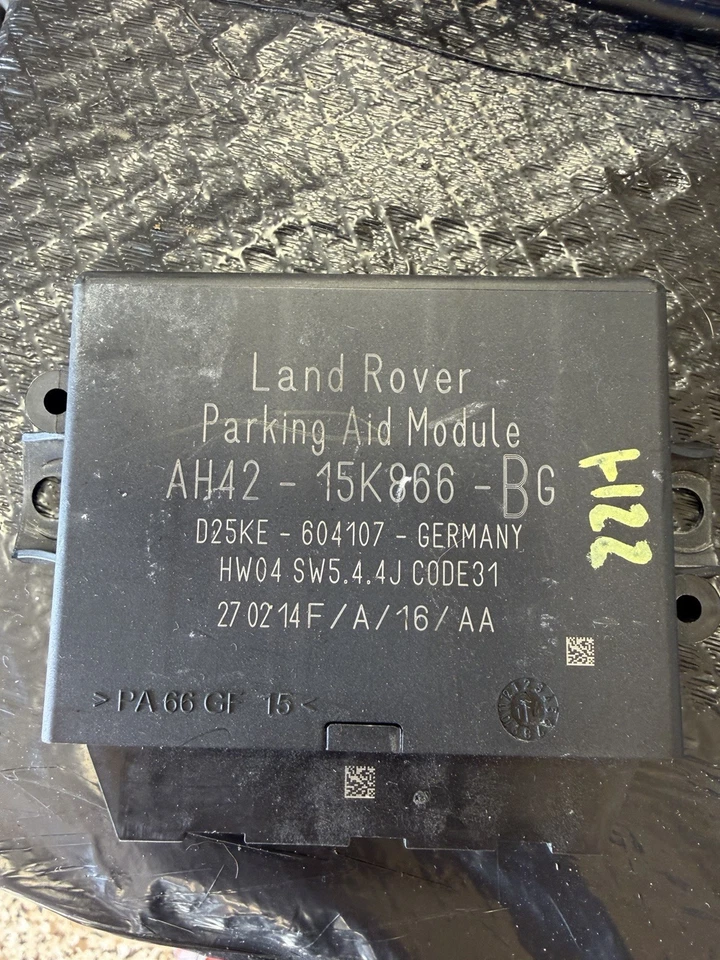 Land Rover
Parking Aid Module
AH42 - 15K866 - BG
D25KE - 604107 - GERMANY
HW04 SW5.4.4J CODE31
27 02 14 F / A / 16 / AA
>PA 66 GF 15<